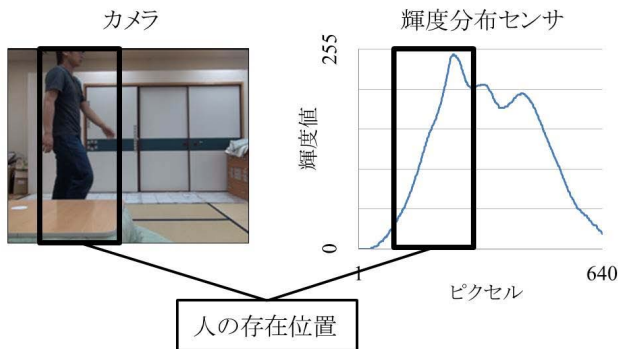 カメラ
輝度分布センサ
255
輝度値
0
1
640
ピクセル
人の存在位置